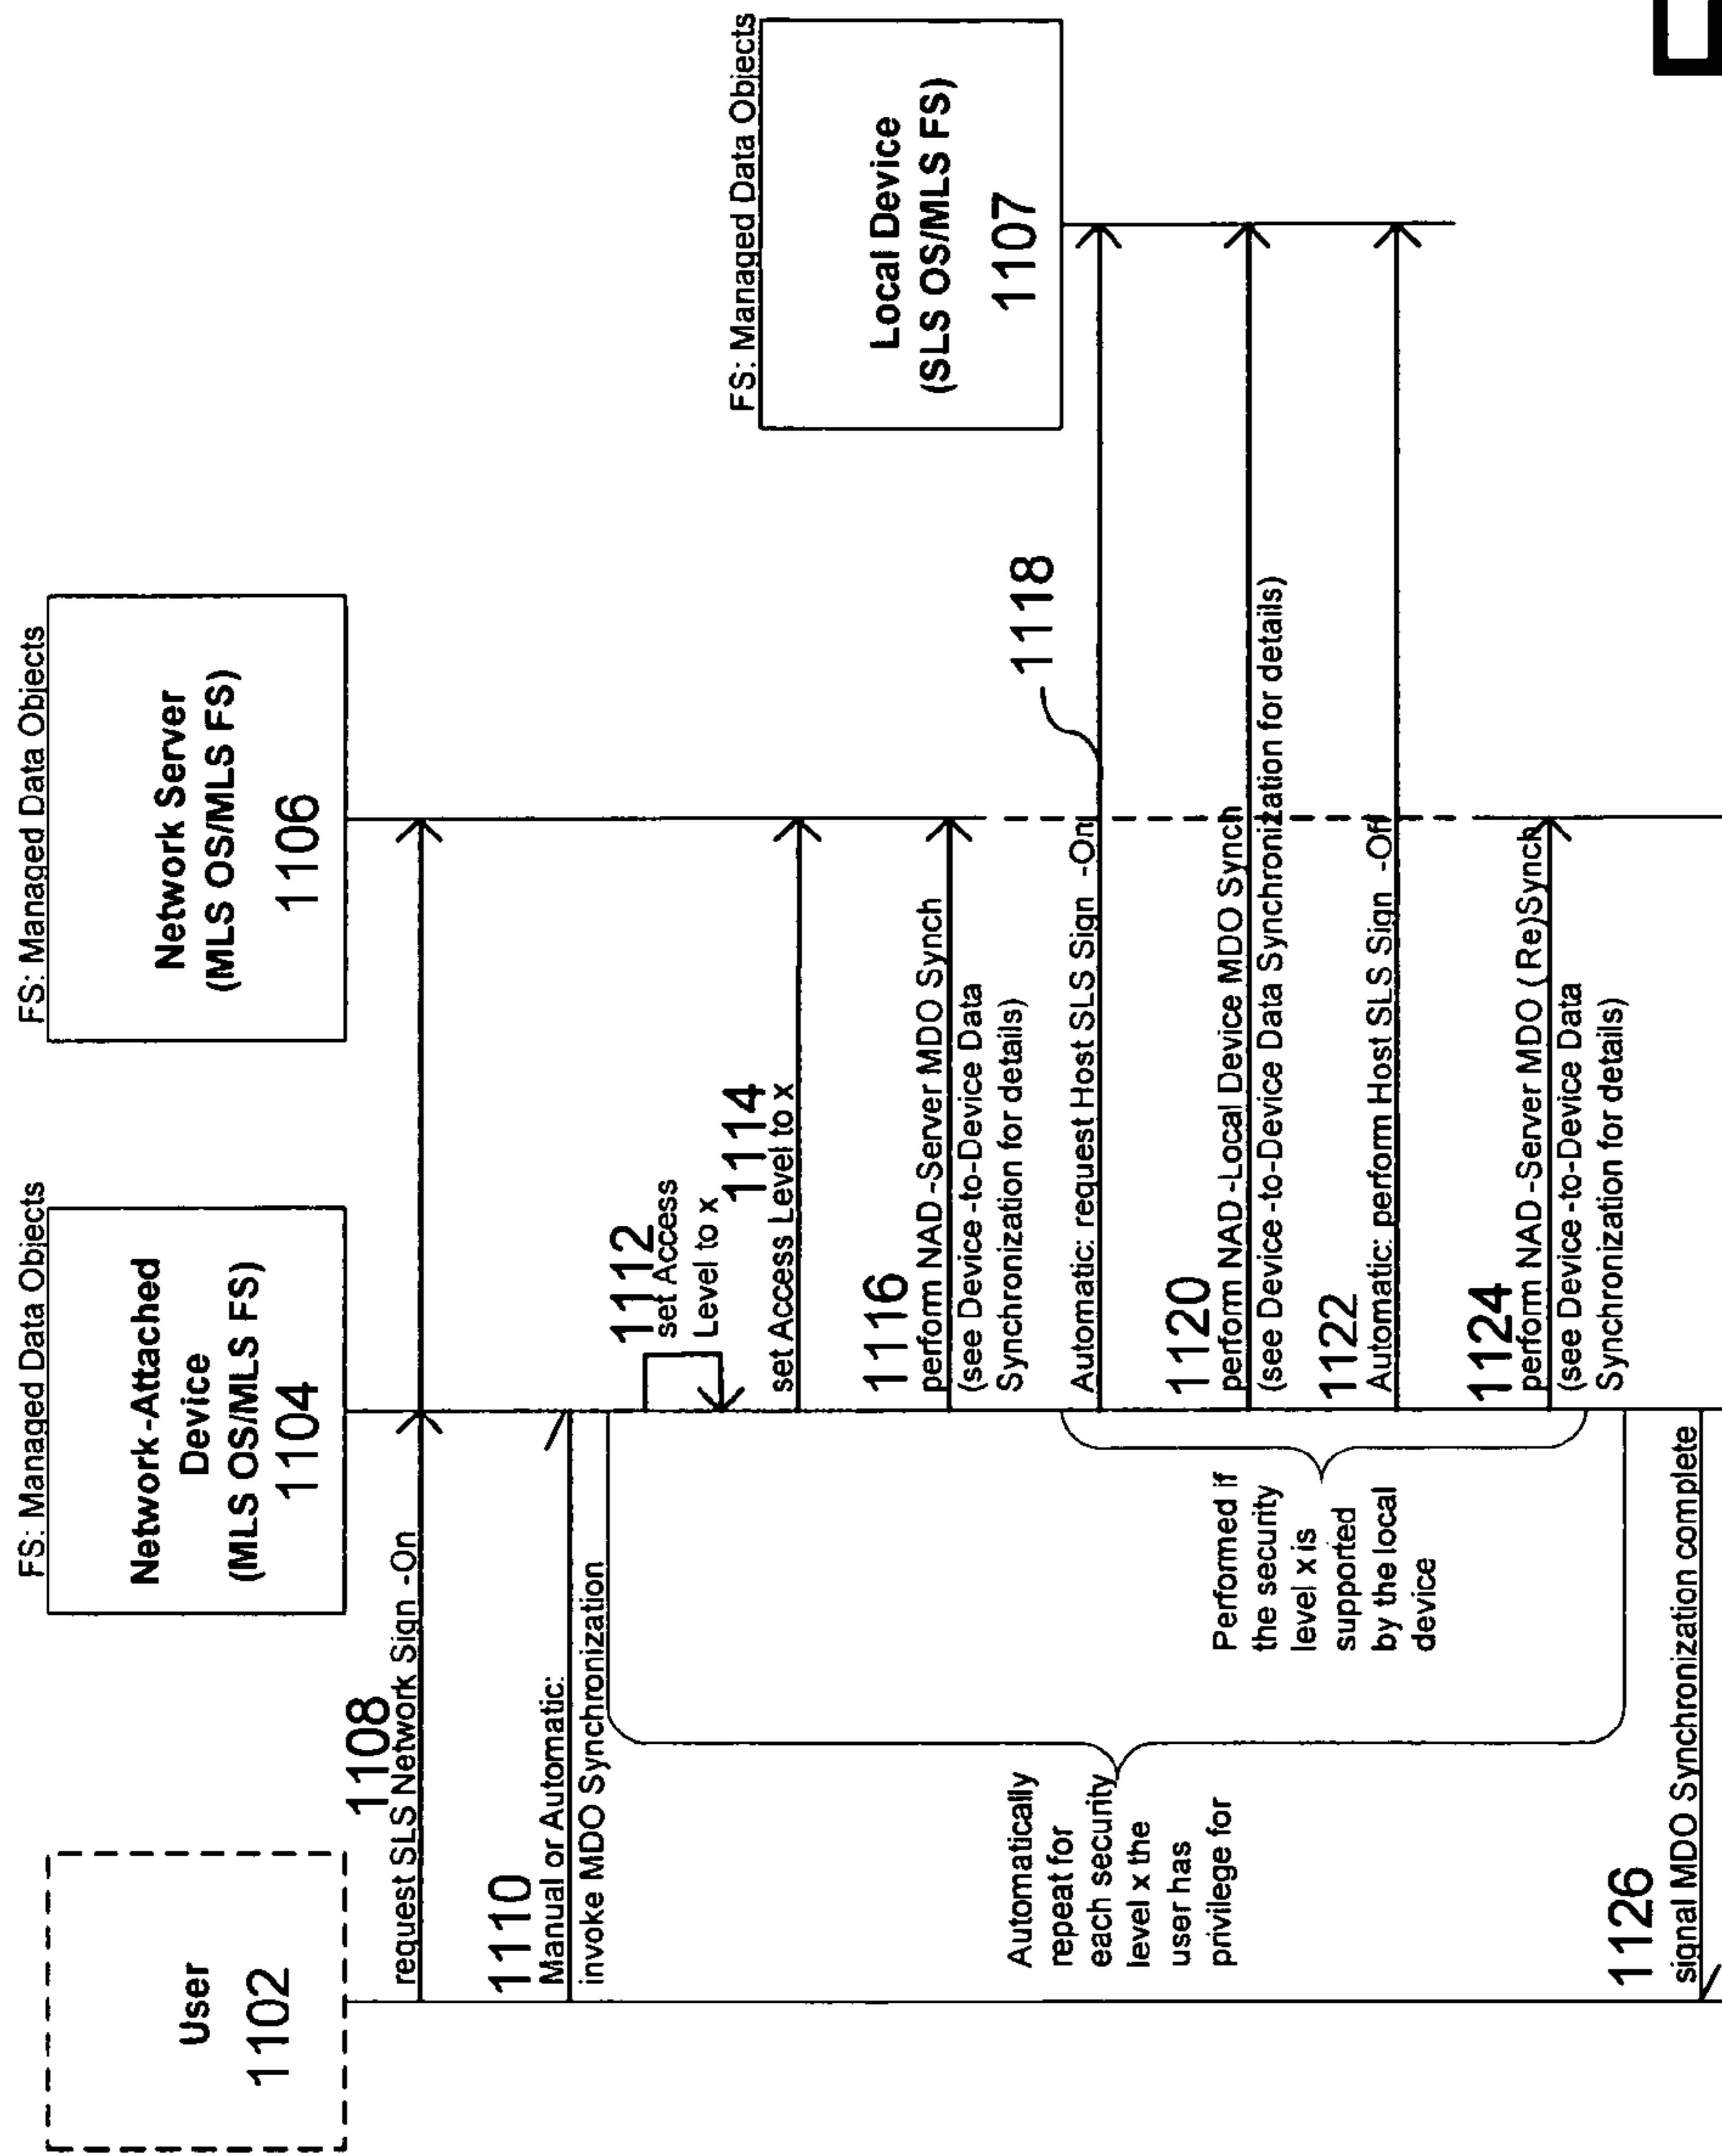 FS: Managed Data Objects
FS: Managed Data Objects
FS: Managed Data Objects
User
1102
Network-Attached
Device
(MLS OS/MLS FS)
1104
Network Server
(MLS OS/MLS FS)
1106
Local Device
(SLS OS/MLS FS)
1107
1108
request SLS Network Sign -On
1110
Manual or Automatic:
invoke MDO Synchronization
1112
set Access
Level to x
1114
set Access Level to x
1116
perform NAD -Server MDO Synch
(see Device -to-Device Data
Synchronization for details)
1118
Automatic: request Host SLS Sign -On
1120
perform NAD -Local Device MDO Synch
(see Device -to-Device Data Synchronization for details)
1122
Automatic: perform Host SLS Sign -Off
1124
perform NAD -Server MDO (Re)Synch
(see Device -to-Device Data
Synchronization for details)
Automatically
repeat for
each security
level x the
user has
privilege for
Performed if
the security
level x is
supported
by the local
device
1126
signal MDO Synchronization complete